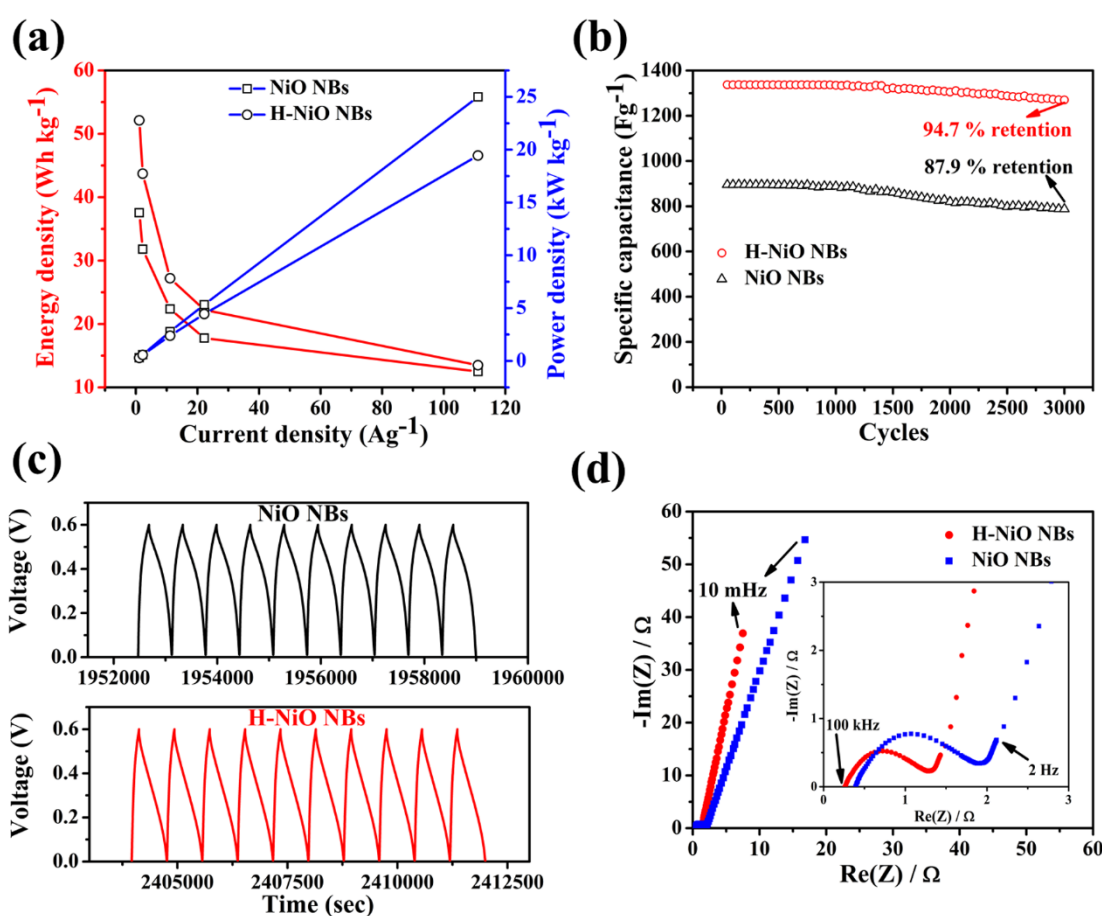 (a)
60
50
40
30
20
10
Energy density (Wh kg⁻¹)
NiO NBs
H-NiO NBs
25
20
15
10
5
0
Power density (kW kg⁻¹)
0 20 40 60 80 100 120
Current density (Ag⁻¹)
(b)
1400
1200
1000
800
600
400
200
0
Specific capacitance (Fg⁻¹)
94.7 % retention
87.9 % retention
H-NiO NBs
NiO NBs
0 500 1000 1500 2000 2500 3000
Cycles
(c)
Voltage (V)
0.6
0.4
0.2
0.0
NiO NBs
1952000 1954000 1956000 1958000 1960000
Voltage (V)
0.6
0.4
0.2
0.0
H-NiO NBs
2405000 2407500 2410000 2412500
Time (sec)
(d)
60
55
50
45
40
35
30
25
20
15
10
5
0
-Im(Z) / Ω
H-NiO NBs
NiO NBs
10 mHz
3
2
1
0
-Im(Z) / Ω
100 kHz
2 Hz
0 1 2 3
Re(Z) / Ω
0 10 20 30 40 50 60
Re(Z) / Ω